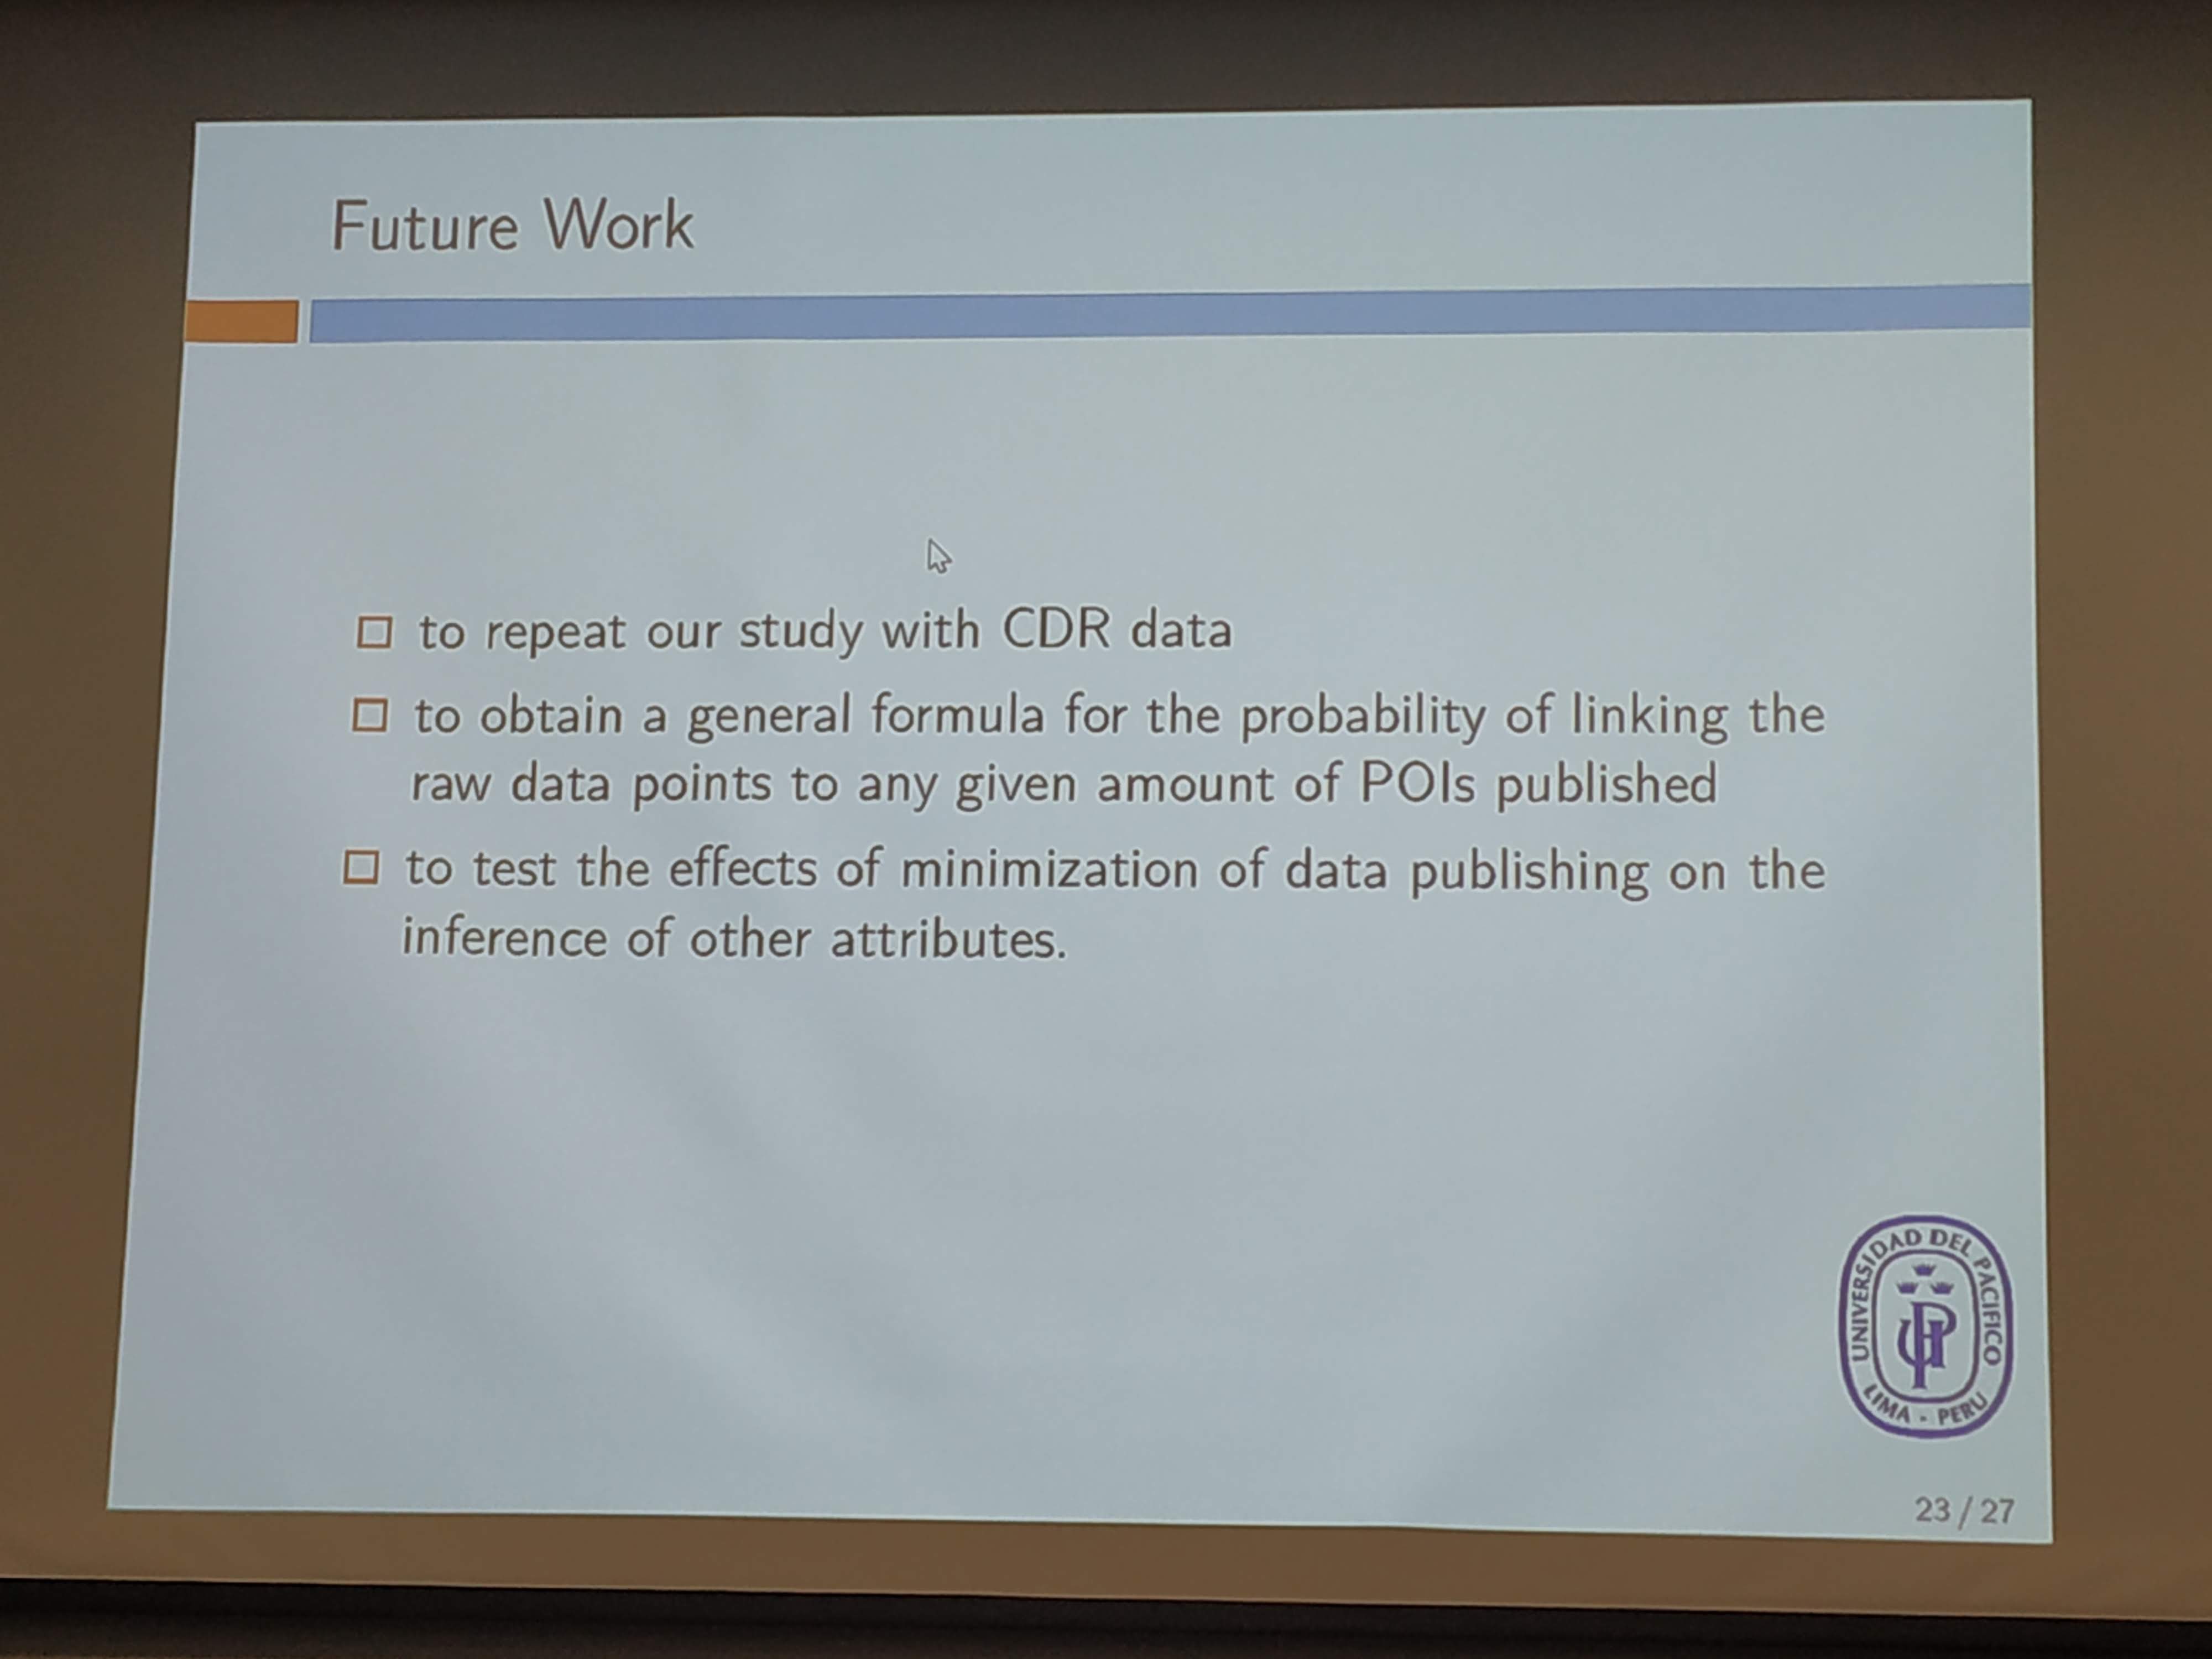 Future Work
to repeat our study with CDR data
to obtain a general formula for the probability of linking the
raw data points to any given amount of POIs published
to test the effects of minimization of data publishing on the
inference of other attributes.
UNIVERSIDAD DEL PACIFICO
UP
LIMA - PERU
23 / 27